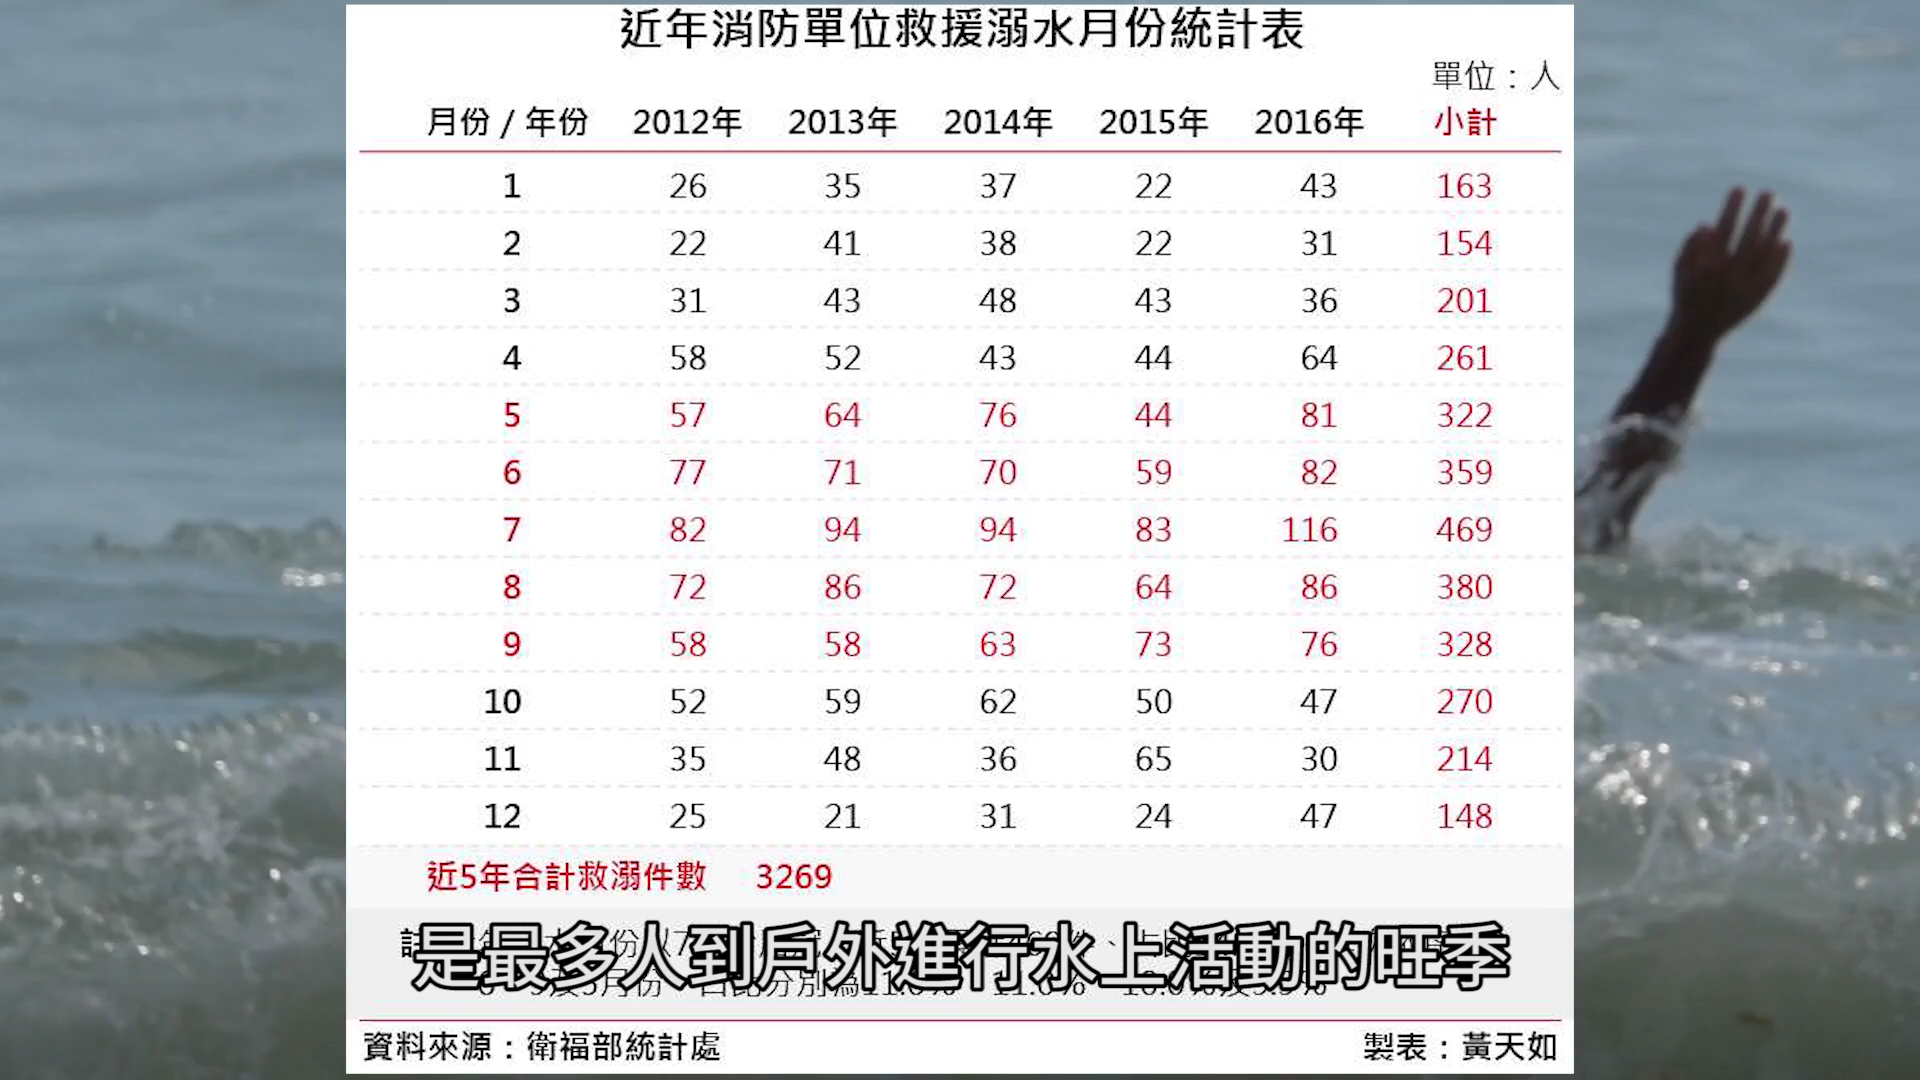 近年消防單位救援溺水月份統計表
單位：人
月份 / 年份 2012年 2013年 2014年 2015年 2016年 小計
1 26 35 37 22 43 163
2 22 41 38 22 31 154
3 31 43 48 43 36 201
4 58 52 43 44 64 261
5 57 64 76 44 81 322
6 77 71 70 59 82 359
7 82 94 94 83 116 469
8 72 86 72 64 86 380
9 58 58 63 73 76 328
10 52 59 62 50 47 270
11 35 48 36 65 30 214
12 25 21 31 24 47 148
近5年合計救溺件數 3269
是最多人到戶外進行水上活動的旺季
資料來源：衛福部統計處
製表：黃天如